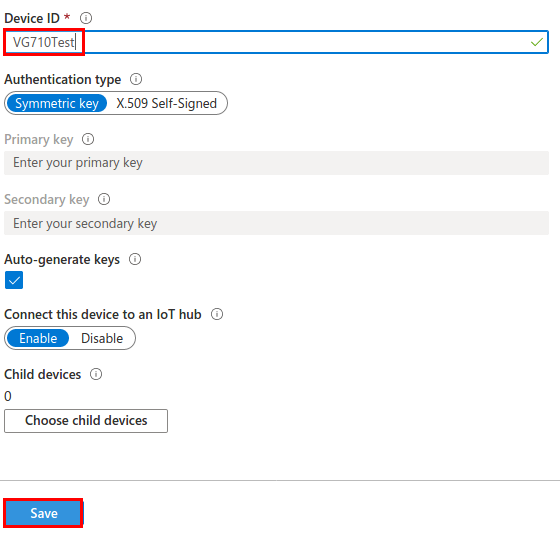 Device ID *
VG710Test
Authentication type
Symmetric key X.509 Self-Signed
Primary key
Enter your primary key
Secondary key
Enter your secondary key
Auto-generate keys
Connect this device to an IoT hub
Enable Disable
Child devices
0
Choose child devices
Save